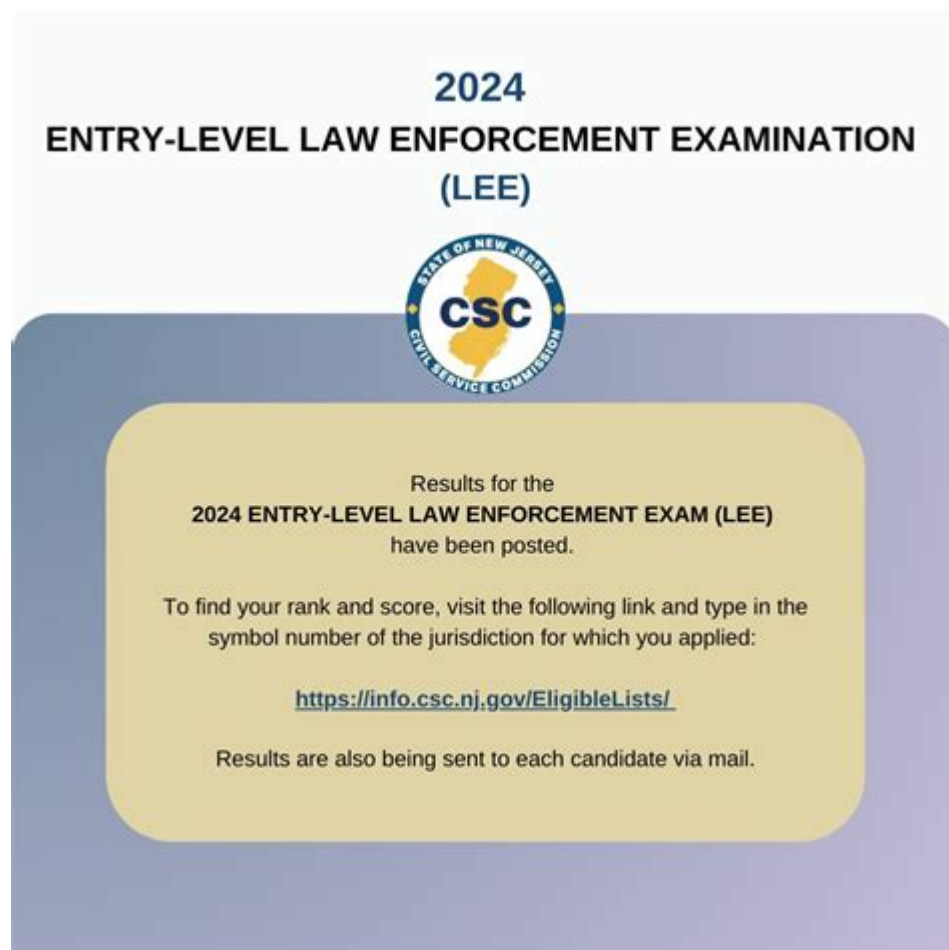 2024
ENTRY-LEVEL LAW ENFORCEMENT EXAMINATION
(LEE)
STATE OF NEW JERSEY
CSC
CIVIL SERVICE COMMISSION
Results for the
2024 ENTRY-LEVEL LAW ENFORCEMENT EXAM (LEE)
have been posted.
To find your rank and score, visit the following link and type in the
symbol number of the jurisdiction for which you applied:
https://info.csc.nj.gov/EligibleLists/
Results are also being sent to each candidate via mail.